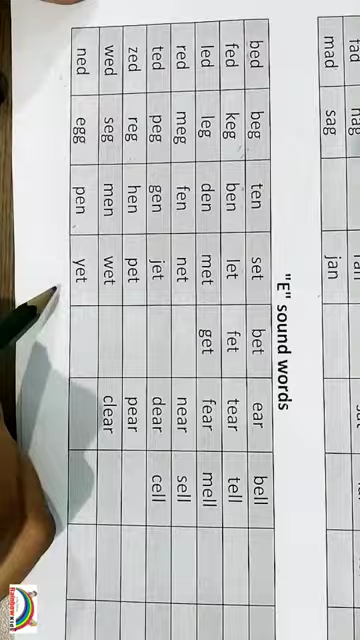 mad sag jan
"E" sound words
bed beg ten set bet ear bell
fed keg ben let fet tear tell
led leg den met get fear mell
red meg fen net near sell
ted peg gen jet dear cell
zed reg hen pet pear
wed seg men wet clear
ned egg pen yet